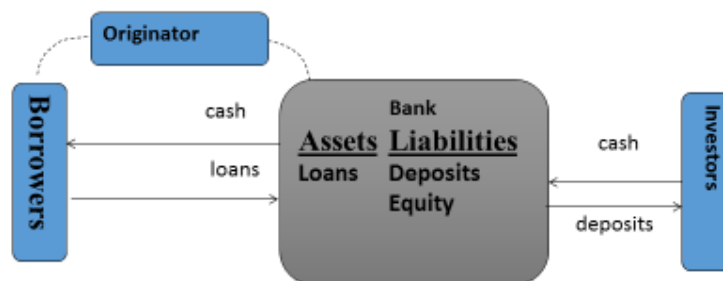 Originator
Borrowers
cash
loans
Bank
Assets Liabilities
Loans Deposits
Equity
cash
deposits
Investors